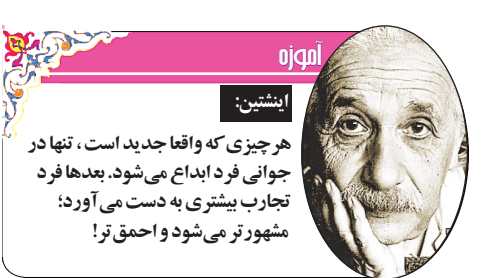 آموزه
اینشتین:
هر چیزی که واقعا جدید است ، تنها در
جوانی فرد ابداع می‌شود. بعدها فرد
تجارب بیشتری به دست می‌آورد؛
مشهورتر می‌شود و احمق‌تر!